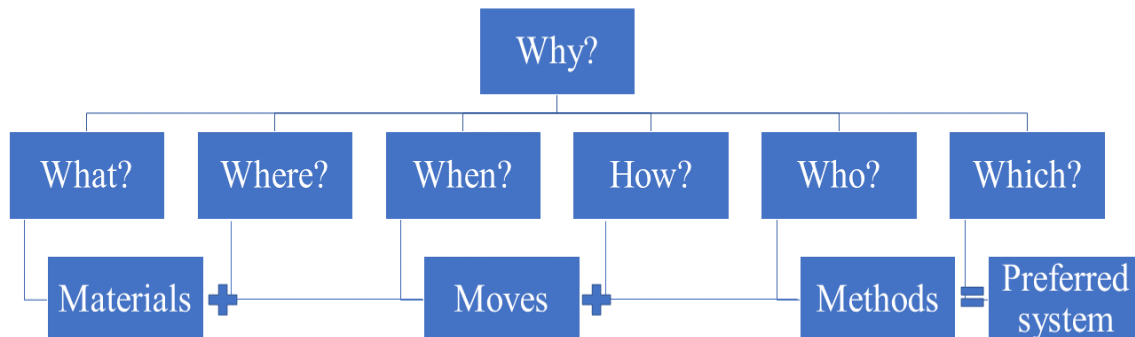 Why?
What?
Where?
When?
How?
Who?
Which?
Materials
+
Moves
+
Methods
=
Preferred
system